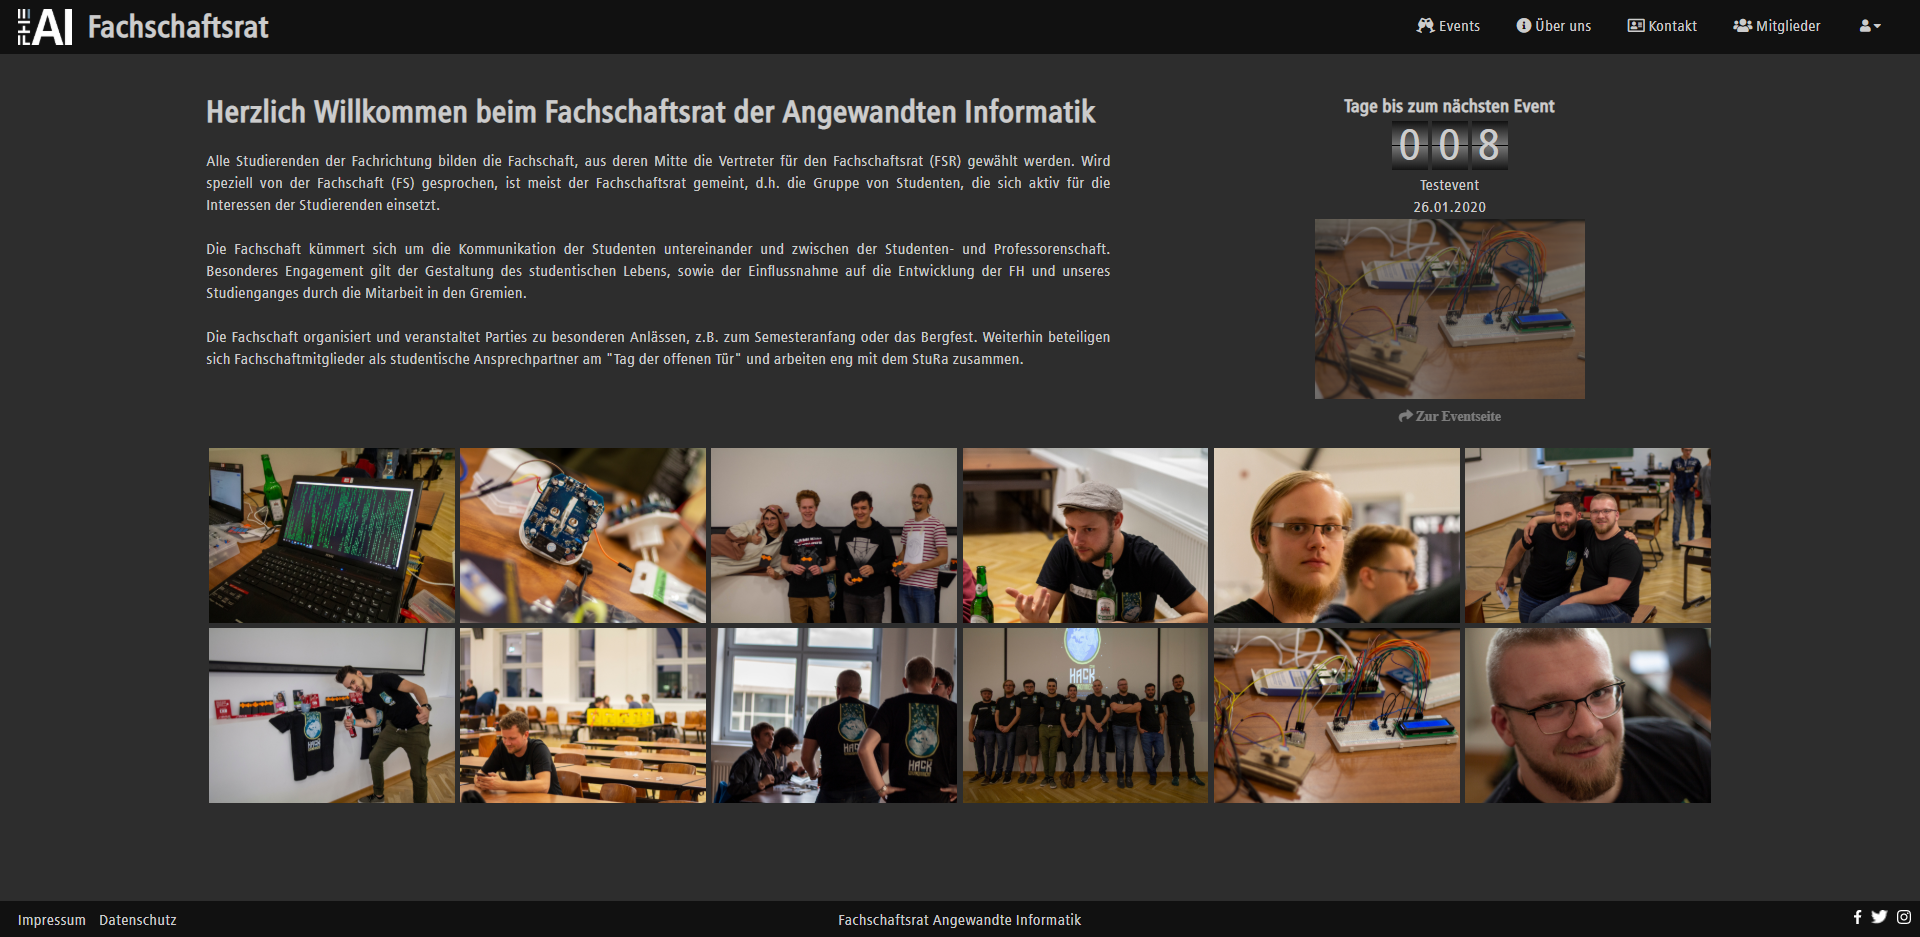 FHE AI Fachschaftsrat
Events
Über uns
Kontakt
Mitglieder
Herzlich Willkommen beim Fachschaftsrat der Angewandten Informatik
Alle Studierenden der Fachrichtung bilden die Fachschaft, aus deren Mitte die Vertreter für den Fachschaftsrat (FSR) gewählt werden. Wird
speziell von der Fachschaft (FS) gesprochen, ist meist der Fachschaftsrat gemeint, d.h. die Gruppe von Studenten, die sich aktiv für die
Interessen der Studierenden einsetzt.
Die Fachschaft kümmert sich um die Kommunikation der Studenten untereinander und zwischen der Studenten- und Professorenschaft.
Besonderes Engagement gilt der Gestaltung des studentischen Lebens, sowie der Einflussnahme auf die Entwicklung der FH und unseres
Studienganges durch die Mitarbeit in den Gremien.
Die Fachschaft organisiert und veranstaltet Parties zu besonderen Anlässen, z.B. zum Semesteranfang oder das Bergfest. Weiterhin beteiligen
sich Fachschaftmitglieder als studentische Ansprechpartner am "Tag der offenen Tür" und arbeiten eng mit dem StuRa zusammen.
Tage bis zum nächsten Event
008
Testevent
26.01.2020
Zur Eventseite
HACK
HACK
HACK
HACK
Impressum
Datenschutz
Fachschaftsrat Angewandte Informatik